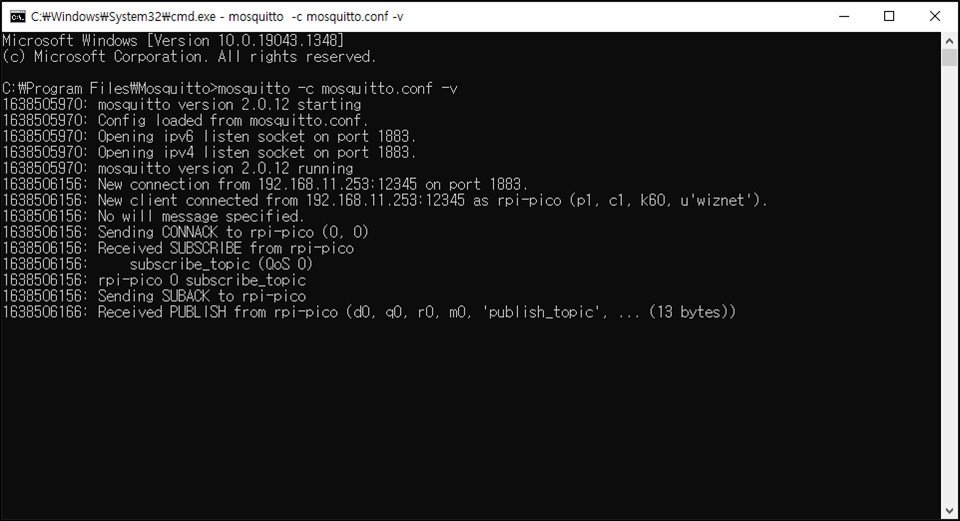 C:₩Windows₩System32₩cmd.exe - mosquitto  -c mosquitto.conf -v
Microsoft Windows [Version 10.0.19043.1348]
(c) Microsoft Corporation. All rights reserved.
C:₩Program Files₩Mosquitto>mosquitto -c mosquitto.conf -v
1638505970: mosquitto version 2.0.12 starting
1638505970: Config loaded from mosquitto.conf.
1638505970: Opening ipv6 listen socket on port 1883.
1638505970: Opening ipv4 listen socket on port 1883.
1638505970: mosquitto version 2.0.12 running
1638506156: New connection from 192.168.11.253:12345 on port 1883.
1638506156: New client connected from 192.168.11.253:12345 as rpi-pico (p1, c1, k60, u'wiznet').
1638506156: No will message specified.
1638506156: Sending CONNACK to rpi-pico (0, 0)
1638506156: Received SUBSCRIBE from rpi-pico
1638506156:     subscribe_topic (QoS 0)
1638506156: rpi-pico 0 subscribe_topic
1638506156: Sending SUBACK to rpi-pico
1638506166: Received PUBLISH from rpi-pico (d0, q0, r0, m0, 'publish_topic', ... (13 bytes))